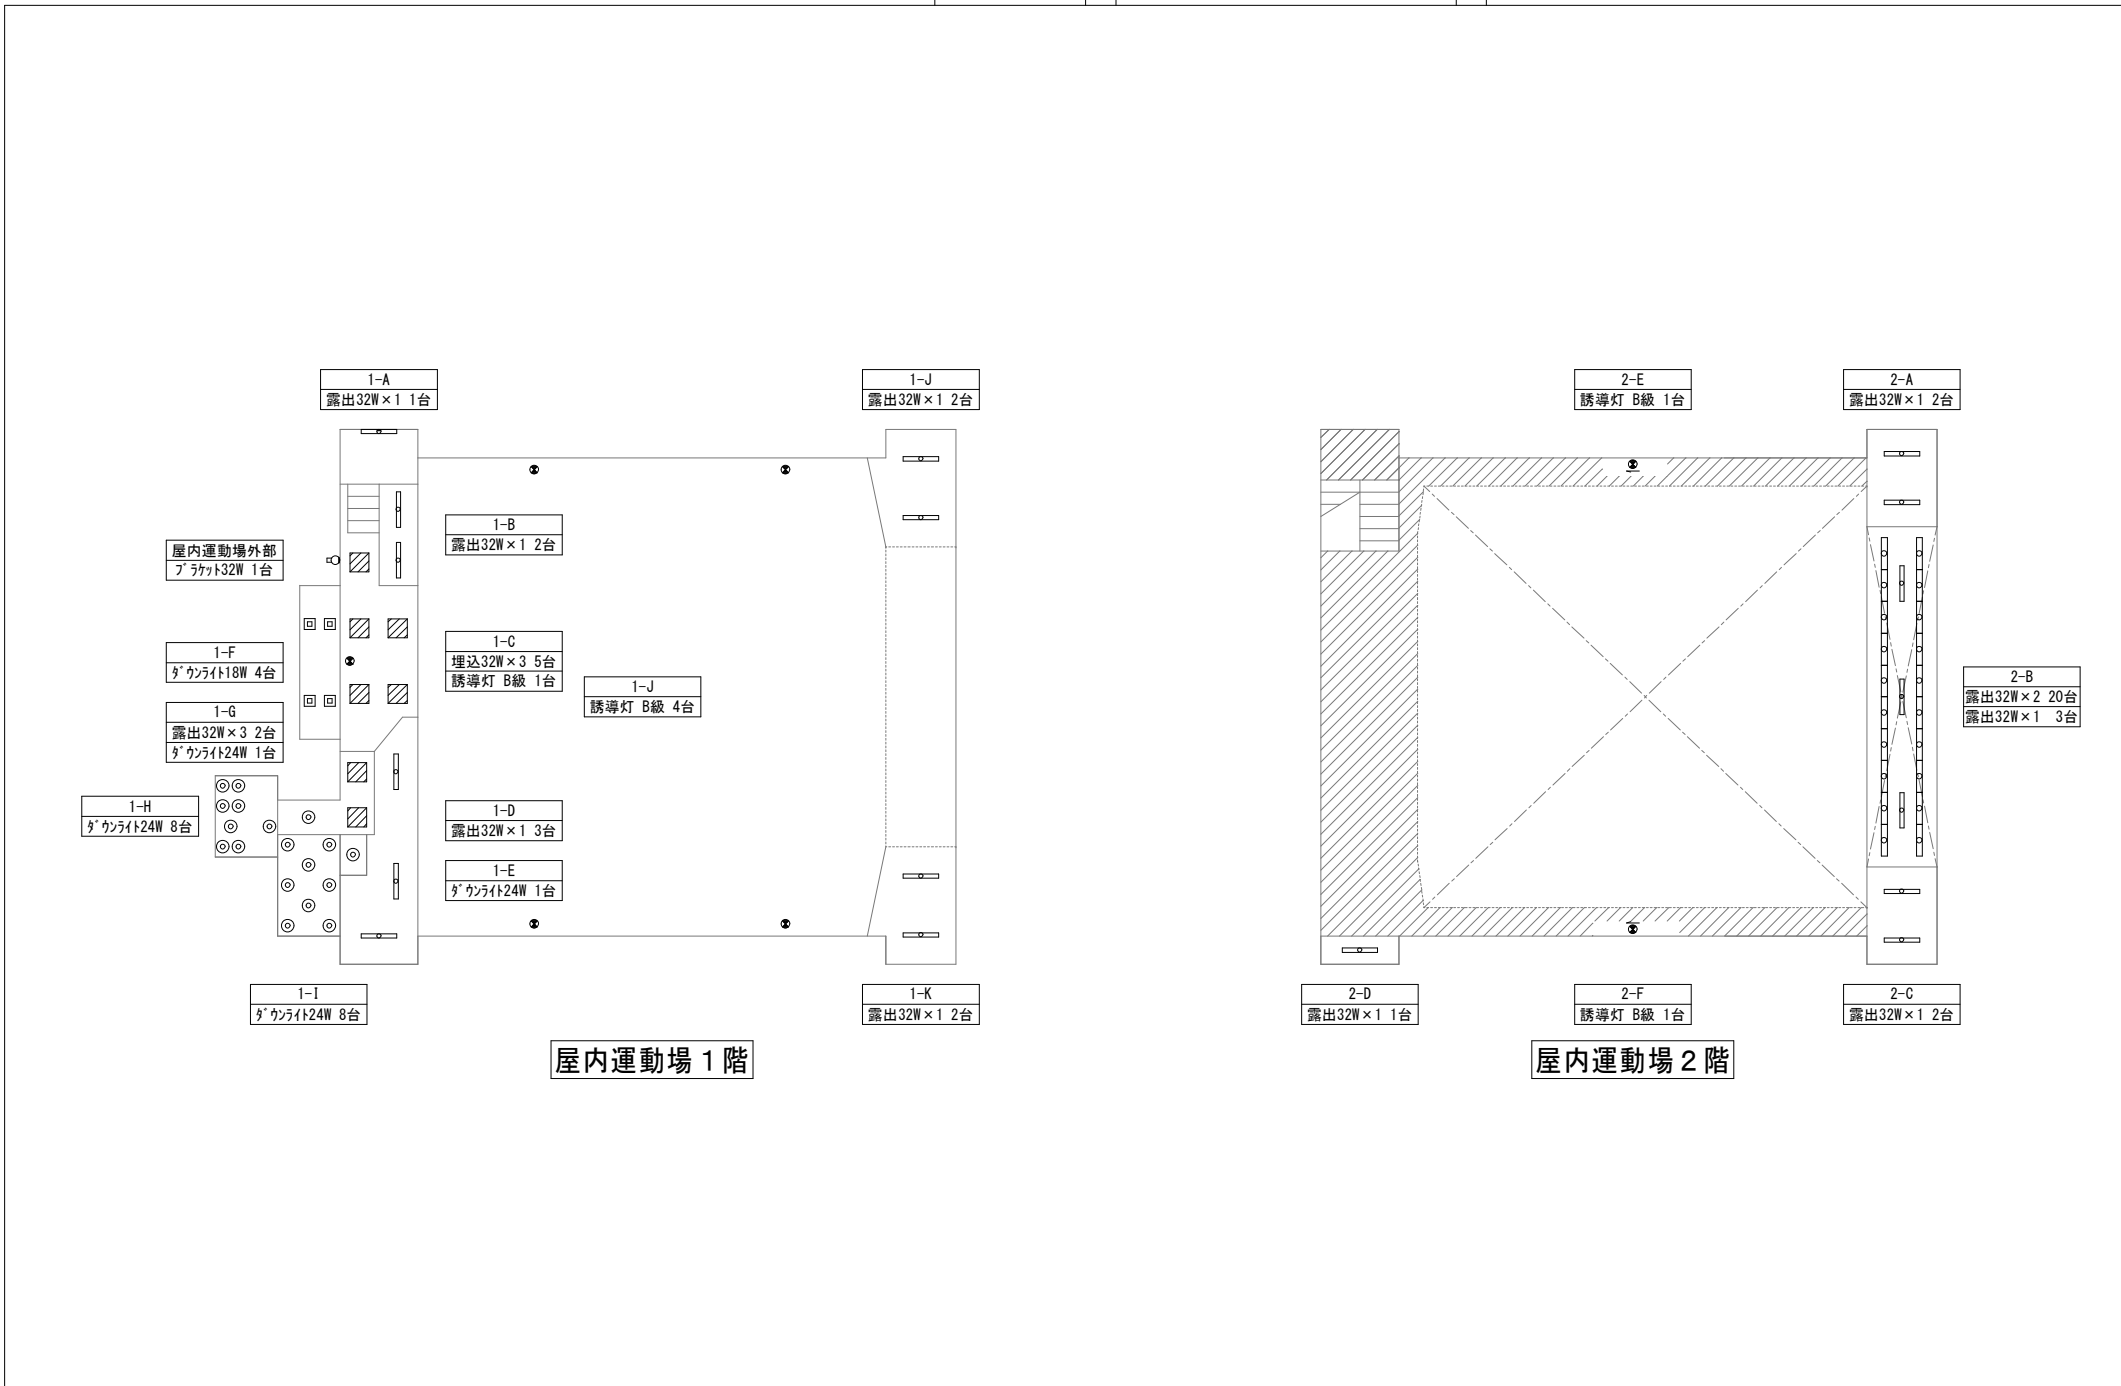 1-A
露出32W×1 1台
1-J
露出32W×1 2台
1-B
露出32W×1 2台
屋内運動場外部
ﾌﾞﾗｹｯﾄ32W 1台
1-C
埋込32W×3 5台
誘導灯 B級 1台
1-F
ﾀﾞｳﾝﾗｲﾄ18W 4台
1-J
誘導灯 B級 4台
1-G
露出32W×3 2台
ﾀﾞｳﾝﾗｲﾄ24W 1台
1-H
ﾀﾞｳﾝﾗｲﾄ24W 8台
1-D
露出32W×1 3台
1-E
ﾀﾞｳﾝﾗｲﾄ24W 1台
1-I
ﾀﾞｳﾝﾗｲﾄ24W 8台
1-K
露出32W×1 2台
屋内運動場１階
2-E
誘導灯 B級 1台
2-A
露出32W×1 2台
2-B
露出32W×2 20台
露出32W×1 3台
2-D
露出32W×1 1台
2-F
誘導灯 B級 1台
2-C
露出32W×1 2台
屋内運動場２階